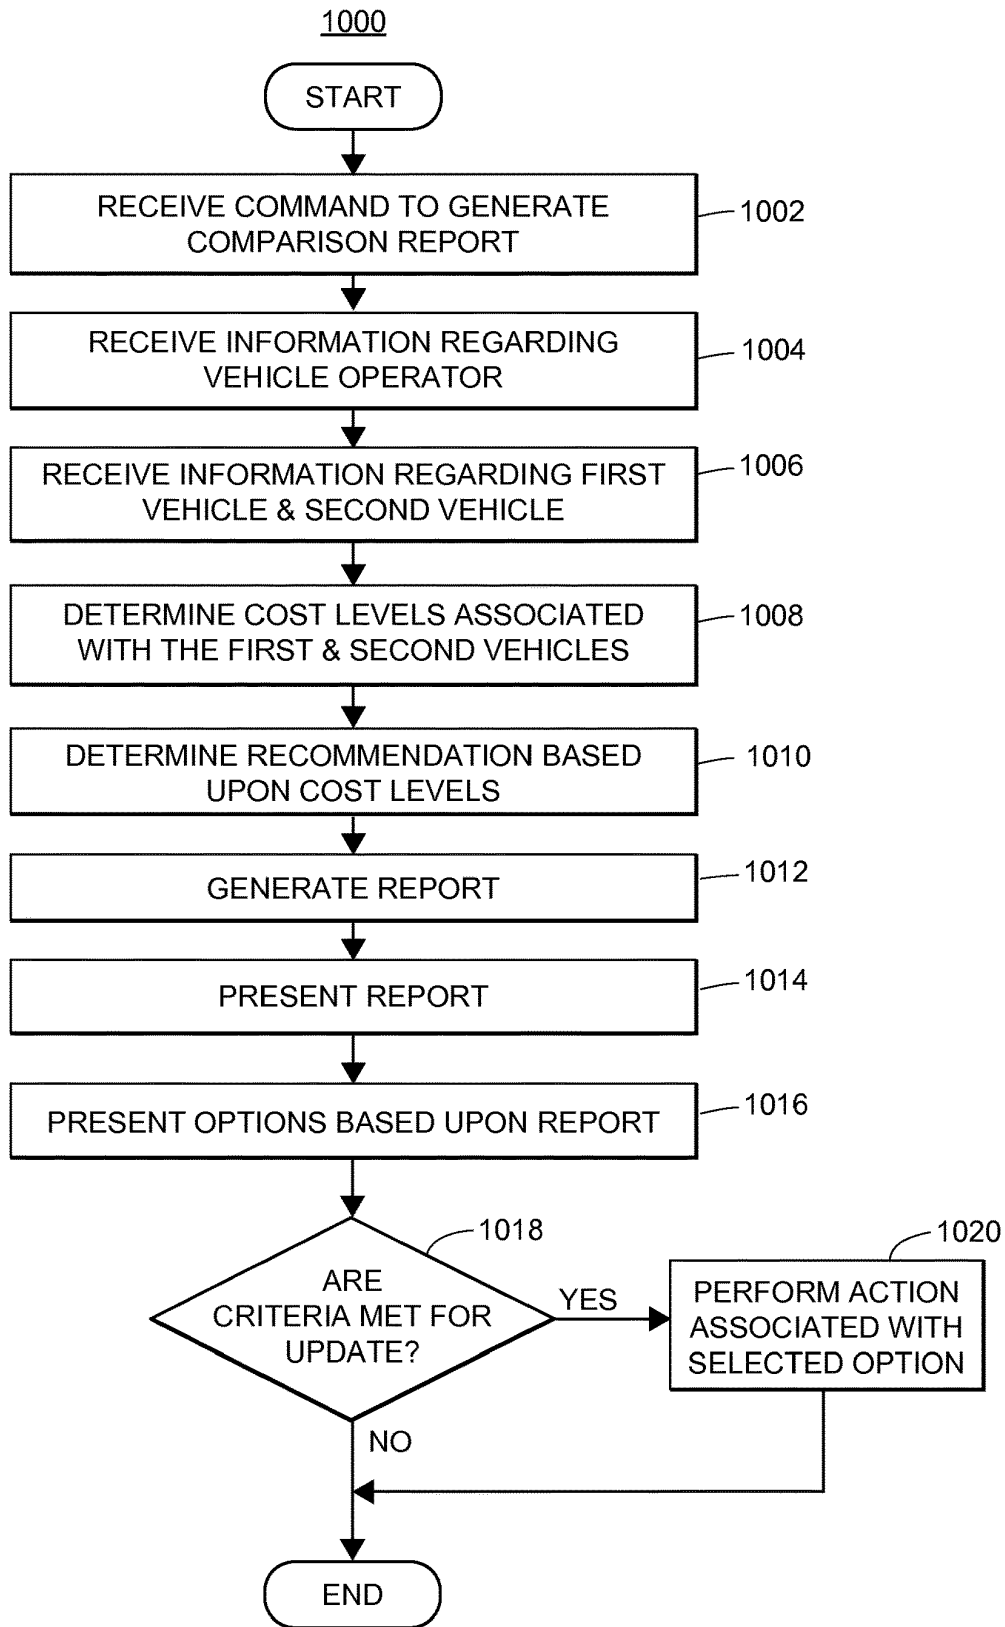 1000
START
RECEIVE COMMAND TO GENERATE
COMPARISON REPORT
1002
RECEIVE INFORMATION REGARDING
VEHICLE OPERATOR
1004
RECEIVE INFORMATION REGARDING FIRST
VEHICLE & SECOND VEHICLE
1006
DETERMINE COST LEVELS ASSOCIATED
WITH THE FIRST & SECOND VEHICLES
1008
DETERMINE RECOMMENDATION BASED
UPON COST LEVELS
1010
GENERATE REPORT
1012
PRESENT REPORT
1014
PRESENT OPTIONS BASED UPON REPORT
1016
ARE
CRITERIA MET FOR
UPDATE?
1018
YES
1020
PERFORM ACTION
ASSOCIATED WITH
SELECTED OPTION
NO
END